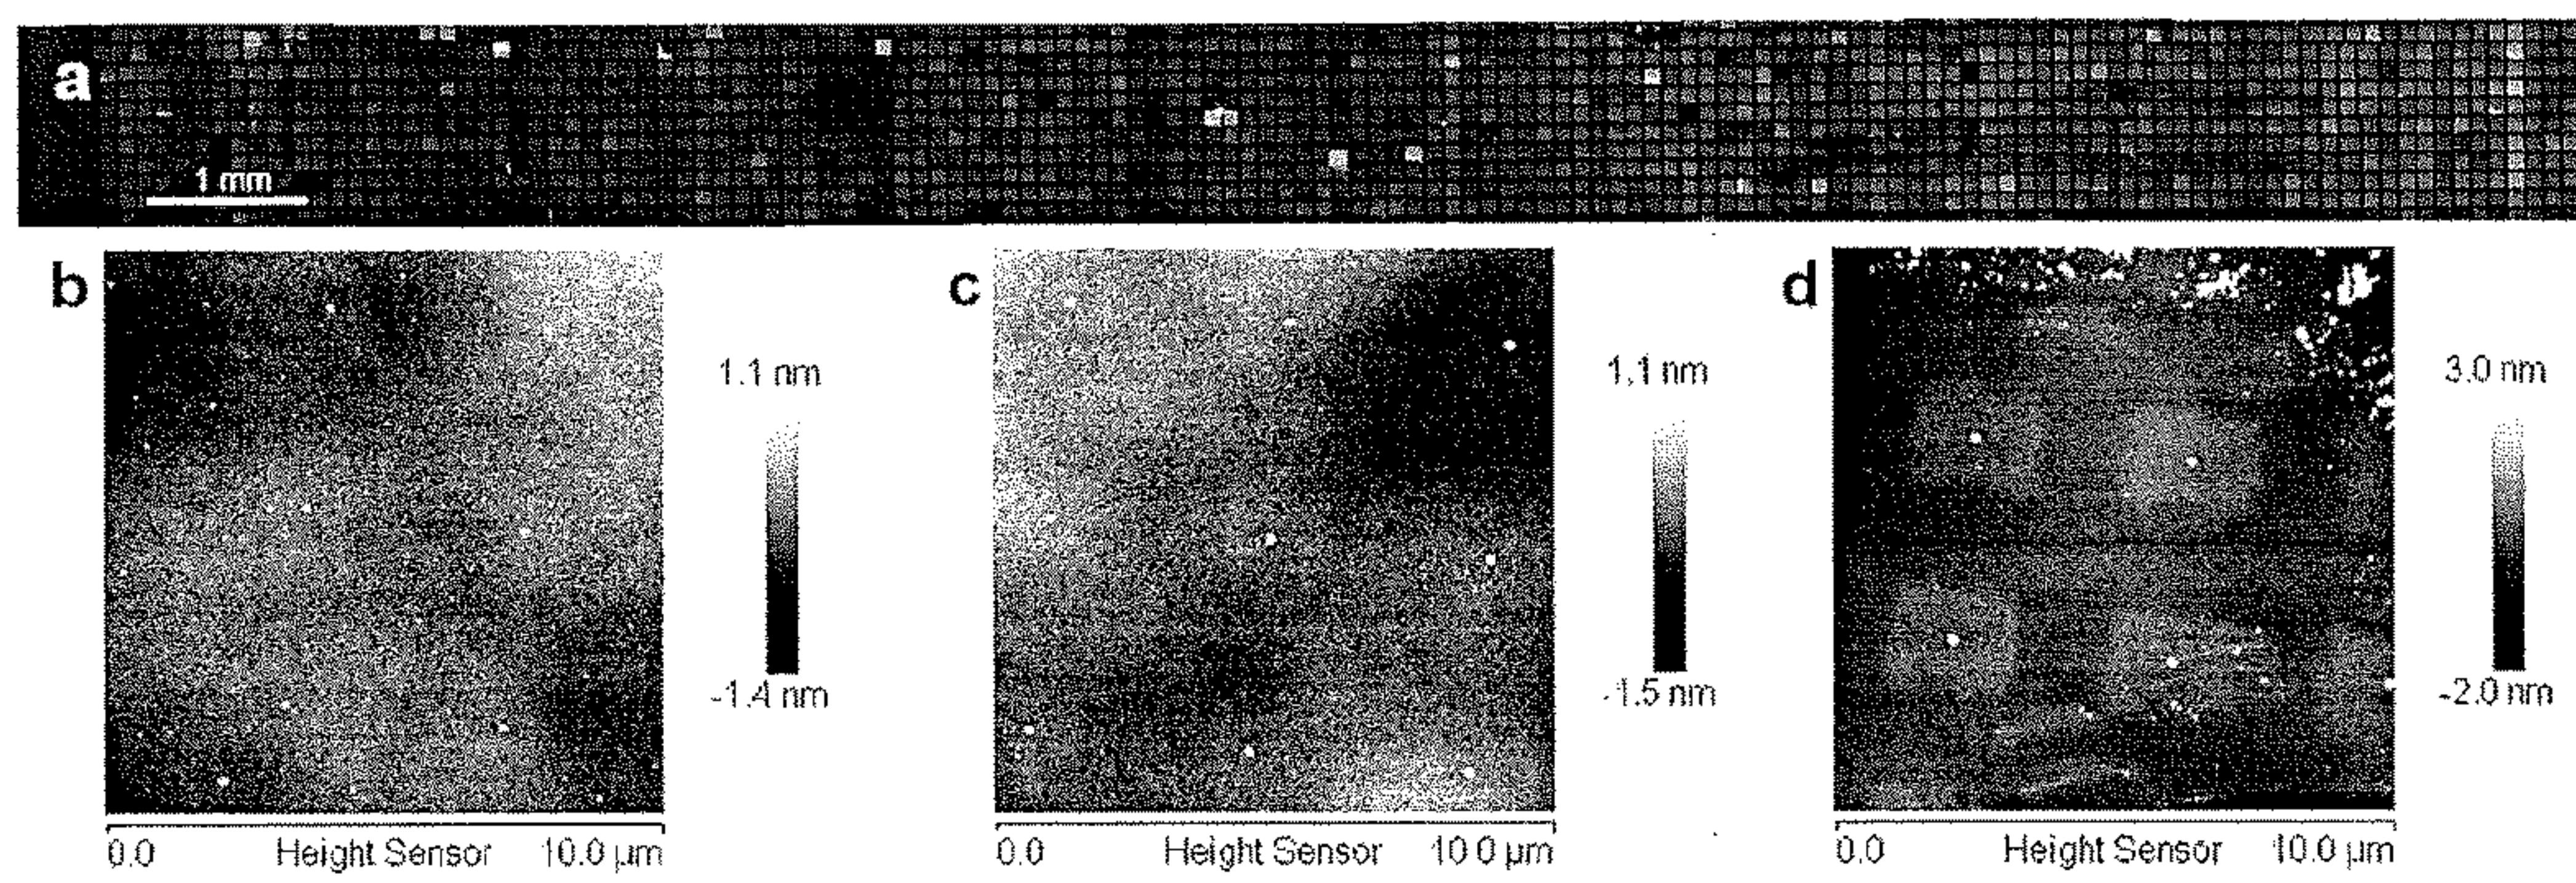 a
1 mm
b
1.1 nm
-1.4 nm
0.0 Height Sensor 10.0 µm
c
1.1 nm
-1.5 nm
0.0 Height Sensor 10 0 µm
d
3.0 nm
-2.0 nm
0.0 Height Sensor 10.0 µm